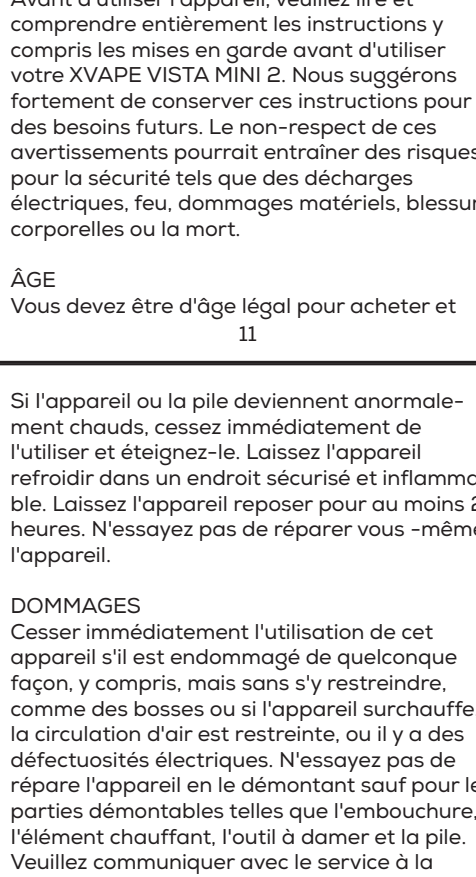 Avant d'utiliser l'appareil, veuillez lire et
comprendre entièrement les instructions y
compris les mises en garde avant d'utiliser
votre XVAPE VISTA MINI 2. Nous suggérons
fortement de conserver ces instructions pour
des besoins futurs. Le non-respect de ces
avertissements pourrait entraîner des risques
pour la sécurité tels que des décharges
électriques, feu, dommages matériels, blessur
corporelles ou la mort.
ÂGE
Vous devez être d'âge légal pour acheter et
11
Si l'appareil ou la pile deviennent anormale-
ment chauds, cessez immédiatement de
l'utiliser et éteignez-le. Laissez l'appareil
refroidir dans un endroit sécurisé et inflamma
ble. Laissez l'appareil reposer pour au moins 2
heures. N'essayez pas de réparer vous -même
l'appareil.
DOMMAGES
Cesser immédiatement l'utilisation de cet
appareil s'il est endommagé de quelconque
façon, y compris, mais sans s'y restreindre,
comme des bosses ou si l'appareil surchauffe
la circulation d'air est restreinte, ou il y a des
défectuosités électriques. N'essayez pas de
répare l'appareil en le démontant sauf pour le
parties démontables telles que l'embouchure,
l'élément chauffant, l'outil à damer et la pile.
Veuillez communiquer avec le service à la